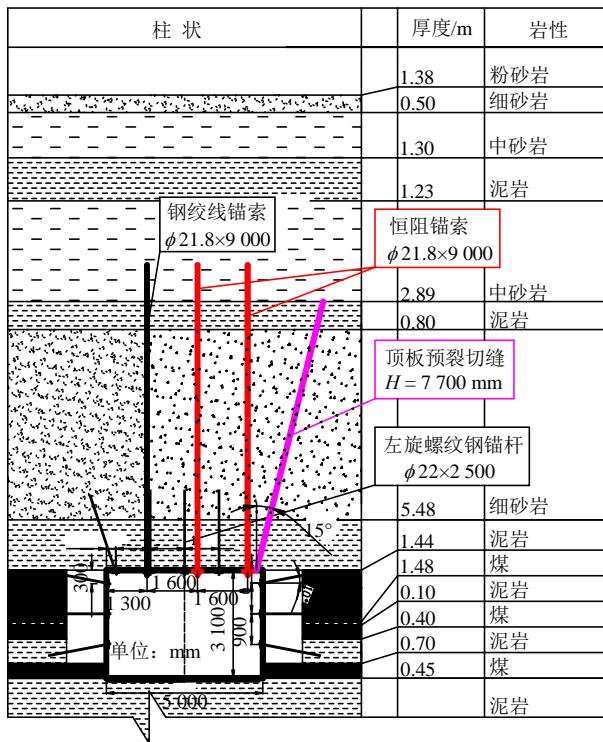 柱 状
厚度/m
岩性
1.38
粉砂岩
0.50
细砂岩
1.30
中砂岩
1.23
泥岩
钢绞线锚索
ϕ21.8×9 000
恒阻锚索
ϕ21.8×9 000
2.89
中砂岩
0.80
泥岩
顶板预裂切缝
H = 7 700 mm
左旋螺纹钢锚杆
ϕ22×2 500
5.48
细砂岩
15°
1.44
泥岩
1.48
煤
0.10
泥岩
0.40
煤
0.70
泥岩
0.45
煤
泥岩
300
1 600
1 300
1 600
3 100
900
单位：mm
5 000